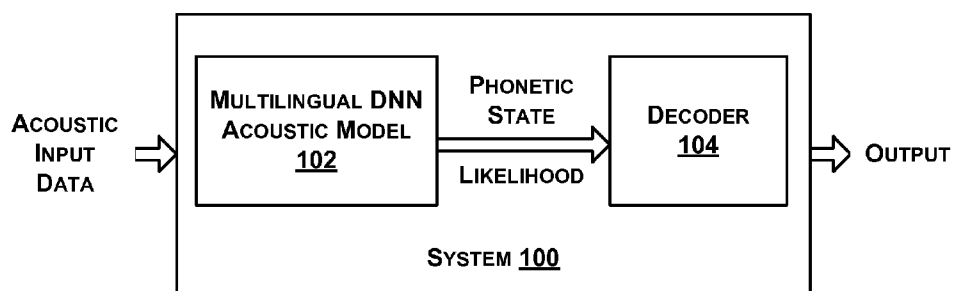 ACOUSTIC
INPUT
DATA
MULTILINGUAL DNN
ACOUSTIC MODEL
102
PHONETIC
STATE
LIKELIHOOD
DECODER
104
OUTPUT
SYSTEM 100